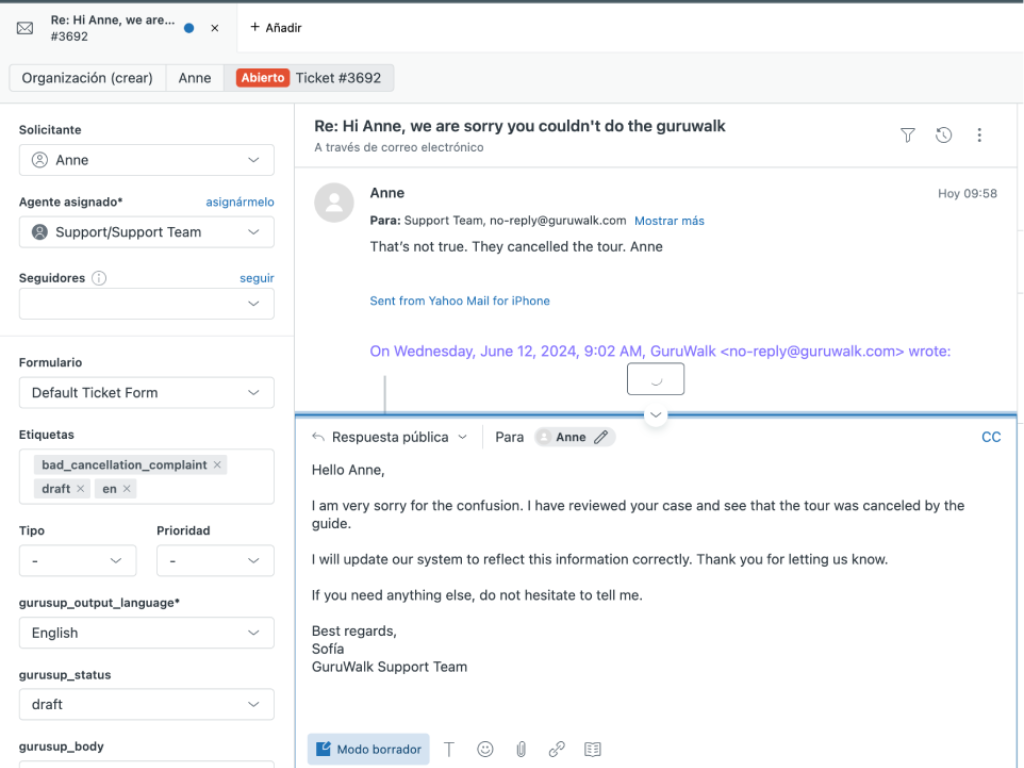 Re: Hi Anne, we are...
#3692
+ Añadir
Organización (crear)
Anne
Abierto Ticket #3692
Solicitante
Anne
Agente asignado*
asignármelo
Support/Support Team
Seguidores
seguir
Formulario
Default Ticket Form
Etiquetas
bad_cancellation_complaint ×
draft × en ×
Tipo
Prioridad
-
-
gurusup_output_language*
English
gurusup_status
draft
gurusup_body
Re: Hi Anne, we are sorry you couldn't do the guruwalk
A través de correo electrónico
Anne
Hoy 09:58
Para: Support Team, no-reply@guruwalk.com Mostrar más
That's not true. They cancelled the tour. Anne
Sent from Yahoo Mail for iPhone
On Wednesday, June 12, 2024, 9:02 AM, GuruWalk <no-reply@guruwalk.com> wrote:
Respuesta pública
Para
Anne
CC
Hello Anne,
I am very sorry for the confusion. I have reviewed your case and see that the tour was canceled by the
guide.
I will update our system to reflect this information correctly. Thank you for letting us know.
If you need anything else, do not hesitate to tell me.
Best regards,
Sofía
GuruWalk Support Team
Modo borrador